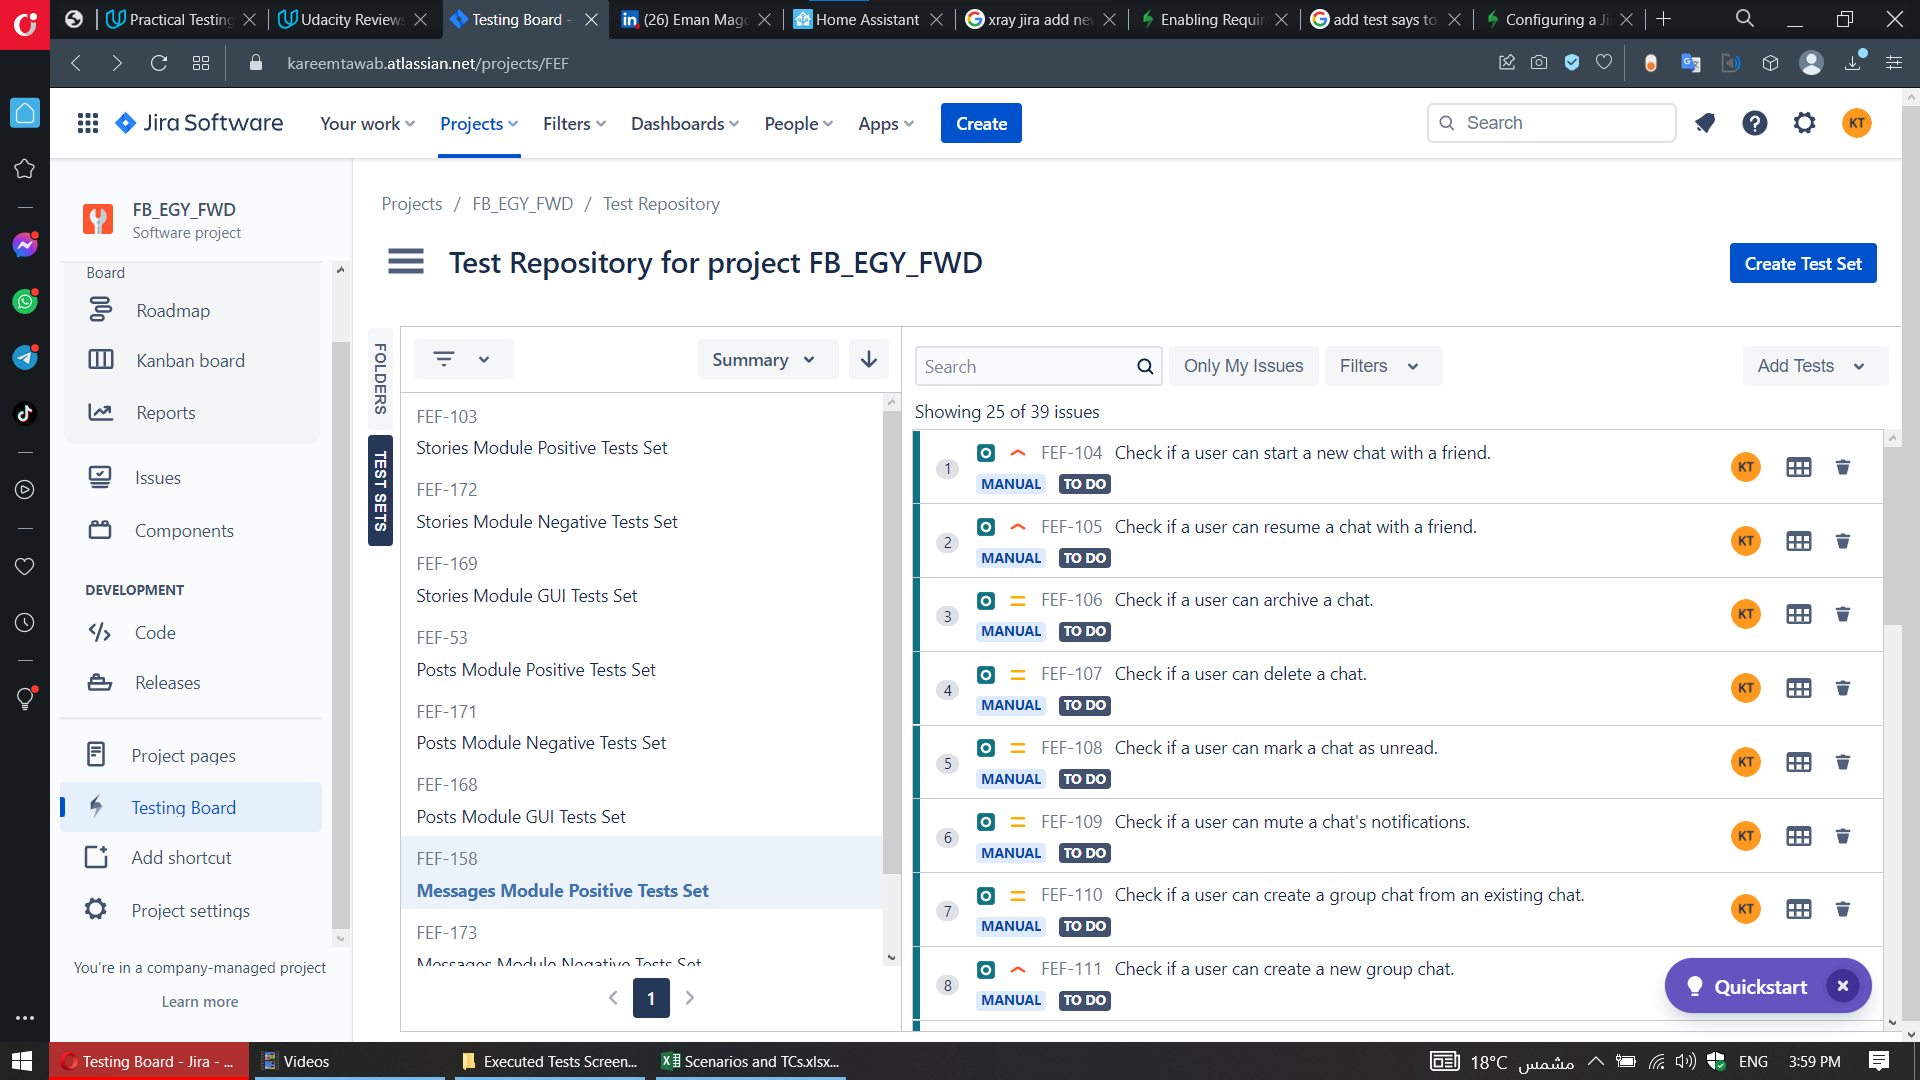 Practical Testing
Udacity Reviews
Testing Board -
(26) Eman Mago
Home Assistant
xray jira add new
Enabling Requir
add test says to
Configuring a Ji
kareemtawab.atlassian.net/projects/FEF
Jira Software
Your work
Projects
Filters
Dashboards
People
Apps
Create
Search
KT
FB_EGY_FWD
Software project
Board
Roadmap
Kanban board
Reports
Issues
Components
DEVELOPMENT
Code
Releases
Project pages
Testing Board
Add shortcut
Project settings
You're in a company-managed project
Learn more
Projects / FB_EGY_FWD / Test Repository
Test Repository for project FB_EGY_FWD
Create Test Set
FOLDERS
TEST SETS
Summary
FEF-103
Stories Module Positive Tests Set
FEF-172
Stories Module Negative Tests Set
FEF-169
Stories Module GUI Tests Set
FEF-53
Posts Module Positive Tests Set
FEF-171
Posts Module Negative Tests Set
FEF-168
Posts Module GUI Tests Set
FEF-158
Messages Module Positive Tests Set
FEF-173
Messages Module Negative Tests Set
1
Search
Only My Issues
Filters
Add Tests
Showing 25 of 39 issues
1 FEF-104 Check if a user can start a new chat with a friend. KT
MANUAL TO DO
2 FEF-105 Check if a user can resume a chat with a friend. KT
MANUAL TO DO
3 FEF-106 Check if a user can archive a chat. KT
MANUAL TO DO
4 FEF-107 Check if a user can delete a chat. KT
MANUAL TO DO
5 FEF-108 Check if a user can mark a chat as unread. KT
MANUAL TO DO
6 FEF-109 Check if a user can mute a chat's notifications. KT
MANUAL TO DO
7 FEF-110 Check if a user can create a group chat from an existing chat. KT
MANUAL TO DO
8 FEF-111 Check if a user can create a new group chat.
MANUAL TO DO
Quickstart
Testing Board - Jira - ...
Videos
Executed Tests Screen...
Scenarios and TCs.xlsx...
18°C مشمس
ENG
3:59 PM